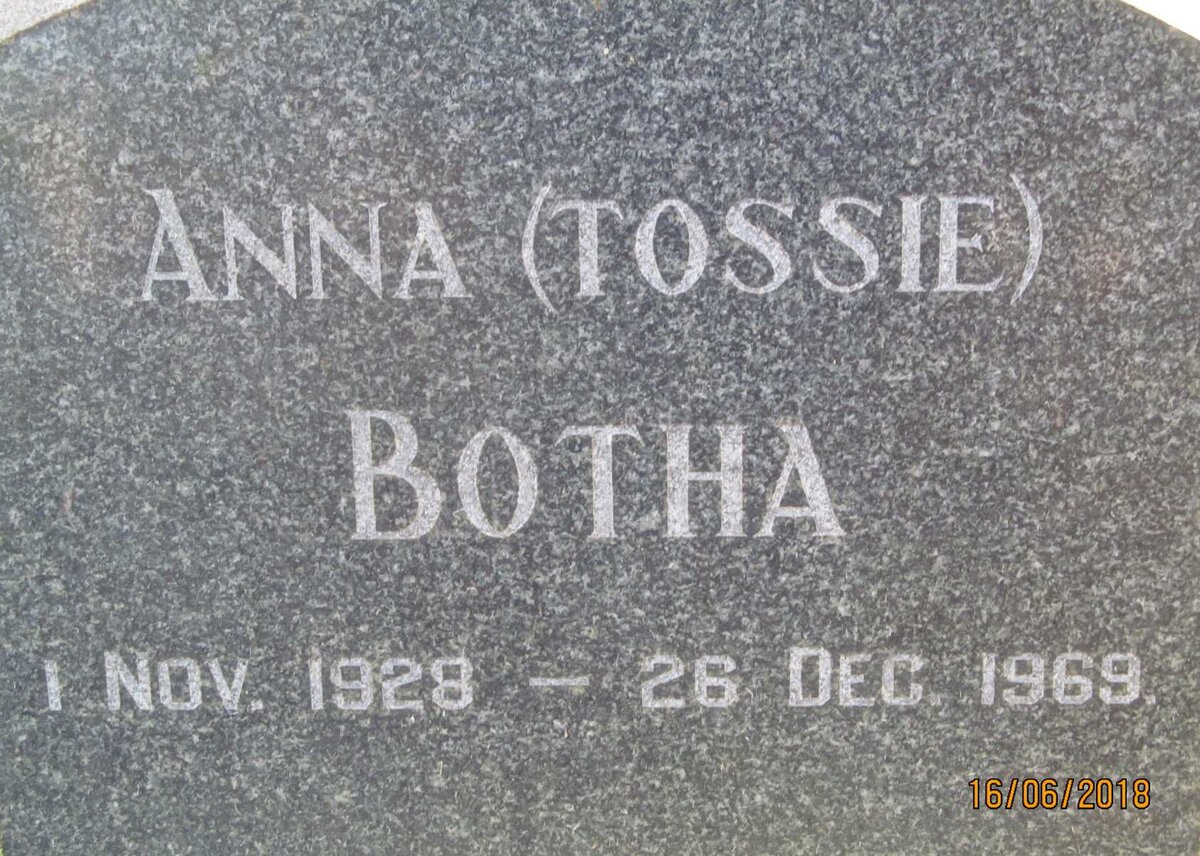 ANNA (TOSSIE)
BOTHA
1 NOV. 1928 — 26 DEC 1969.
16/06/2018